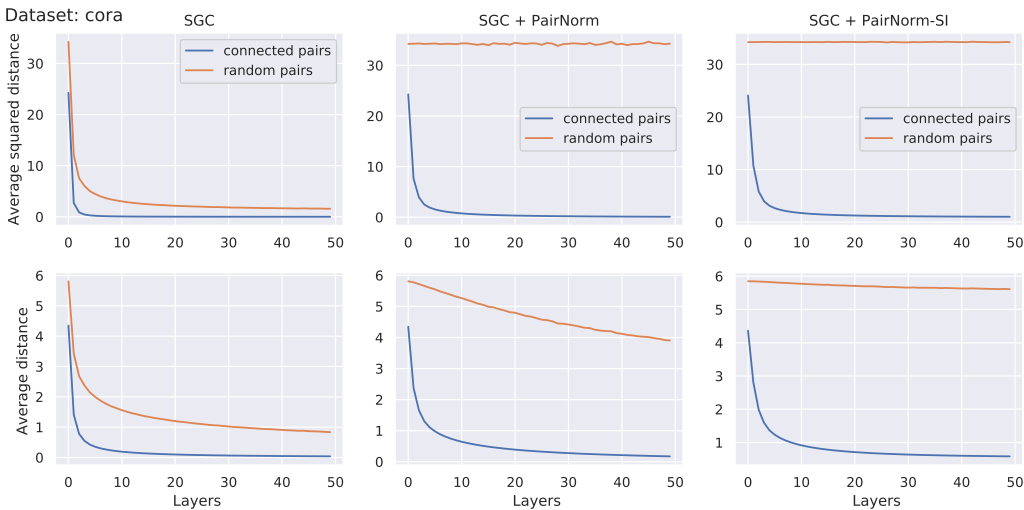 Dataset: cora
SGC
SGC + PairNorm
SGC + PairNorm-SI
Average squared distance
30
20
10
0
connected pairs
random pairs
0 10 20 30 40 50
30
20
10
0
connected pairs
random pairs
0 10 20 30 40 50
30
20
10
0
connected pairs
random pairs
0 10 20 30 40 50
Average distance
6
5
4
3
2
1
0
0 10 20 30 40 50
Layers
6
5
4
3
2
1
0
0 10 20 30 40 50
Layers
6
5
4
3
2
1
0 10 20 30 40 50
Layers